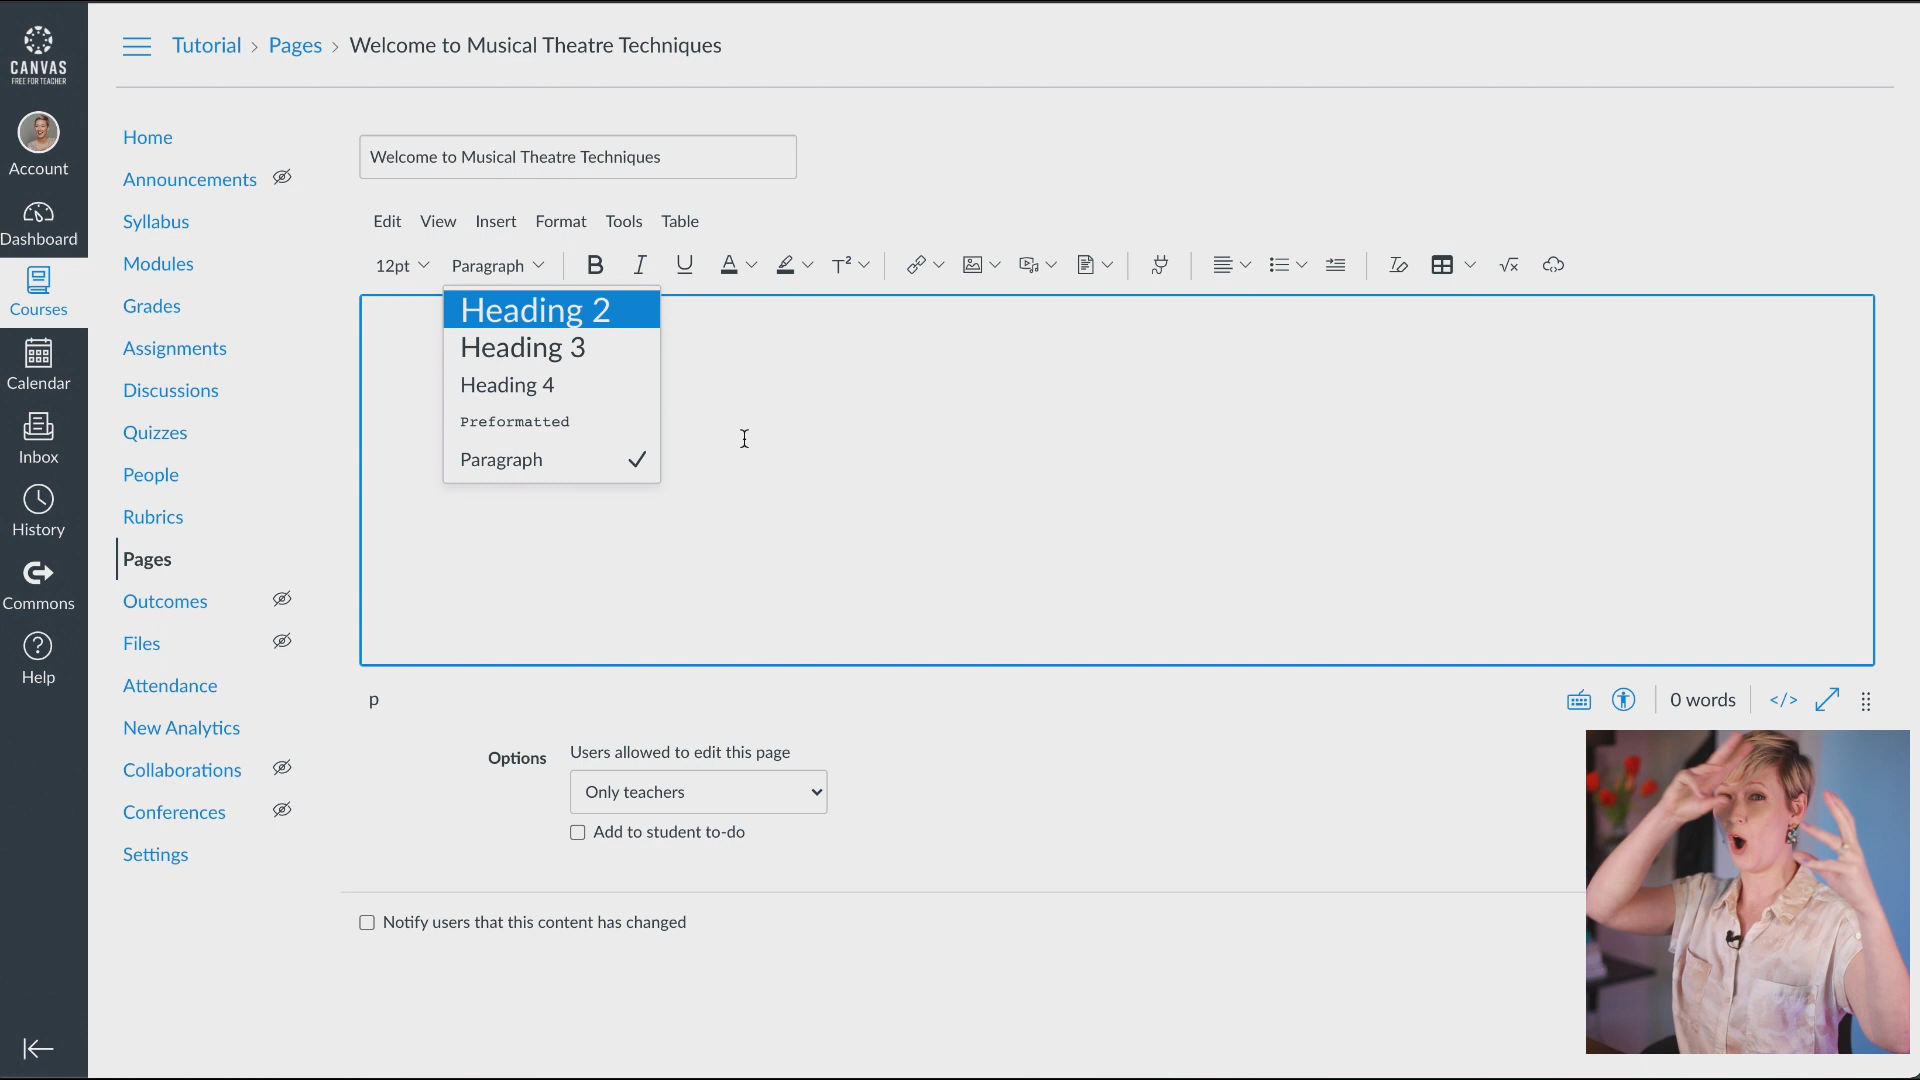 CANVAS
FREE FOR TEACHER
Account
Dashboard
Courses
Calendar
Inbox
History
Commons
Help
Tutorial > Pages > Welcome to Musical Theatre Techniques
Home
Announcements
Syllabus
Modules
Grades
Assignments
Discussions
Quizzes
People
Rubrics
Pages
Outcomes
Files
Attendance
New Analytics
Collaborations
Conferences
Settings
Welcome to Musical Theatre Techniques
Edit View Insert Format Tools Table
12pt Paragraph B I U A T²
Heading 2
Heading 3
Heading 4
Preformatted
Paragraph
p
0 words </>
Options
Users allowed to edit this page
Only teachers
Add to student to-do
Notify users that this content has changed